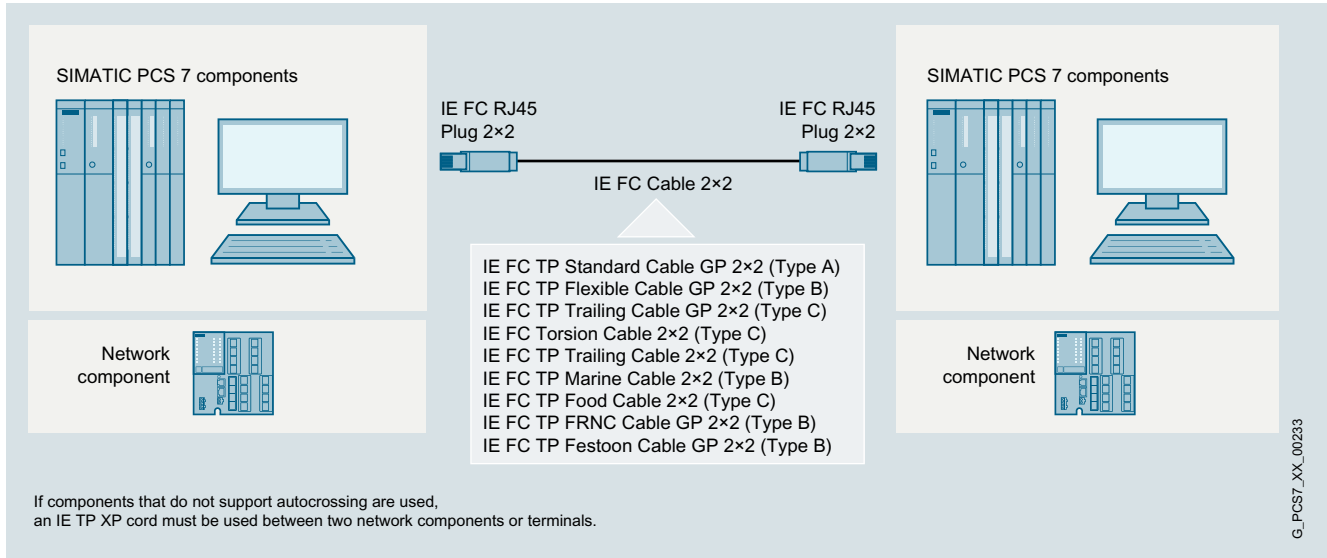 SIMATIC PCS 7 components
SIMATIC PCS 7 components
IE FC RJ45
Plug 2×2
IE FC RJ45
Plug 2×2
IE FC Cable 2×2
IE FC TP Standard Cable GP 2×2 (Type A)
IE FC TP Flexible Cable GP 2×2 (Type B)
IE FC TP Trailing Cable GP 2×2 (Type C)
IE FC Torsion Cable 2×2 (Type C)
IE FC TP Trailing Cable 2×2 (Type C)
IE FC TP Marine Cable 2×2 (Type B)
IE FC TP Food Cable 2×2 (Type C)
IE FC TP FRNC Cable GP 2×2 (Type B)
IE FC TP Festoon Cable GP 2×2 (Type B)
Network
component
Network
component
If components that do not support autocrossing are used,
an IE TP XP cord must be used between two network components or terminals.
G_PCS7_XX_00233